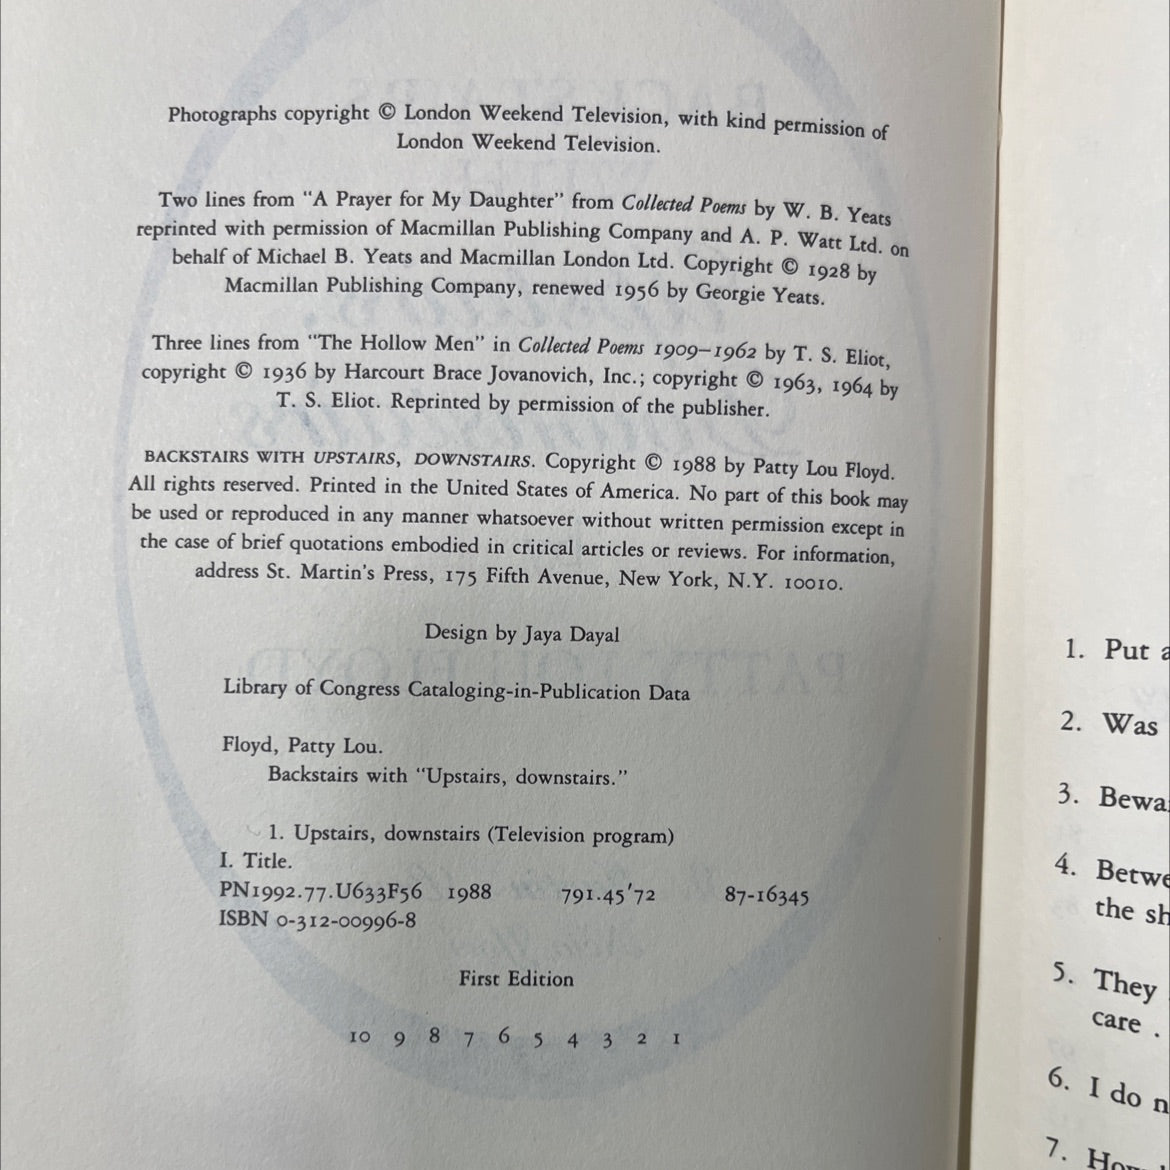 Photographs copyright © London Weekend Television, with kind permission of
London Weekend Television.
Two lines from "A Prayer for My Daughter" from Collected Poems by W. B. Yeats
reprinted with permission of Macmillan Publishing Company and A. P. Watt Ltd. on
behalf of Michael B. Yeats and Macmillan London Ltd. Copyright © 1928 by
Macmillan Publishing Company, renewed 1956 by Georgie Yeats.
Three lines from "The Hollow Men" in Collected Poems 1909–1962 by T. S. Eliot,
copyright © 1936 by Harcourt Brace Jovanovich, Inc.; copyright © 1963, 1964 by
T. S. Eliot. Reprinted by permission of the publisher.
BACKSTAIRS WITH UPSTAIRS, DOWNSTAIRS. Copyright © 1988 by Patty Lou Floyd.
All rights reserved. Printed in the United States of America. No part of this book may
be used or reproduced in any manner whatsoever without written permission except in
the case of brief quotations embodied in critical articles or reviews. For information,
address St. Martin's Press, 175 Fifth Avenue, New York, N.Y. 10010.
Design by Jaya Dayal
Library of Congress Cataloging-in-Publication Data
Floyd, Patty Lou.
Backstairs with "Upstairs, downstairs."
1. Upstairs, downstairs (Television program)
I. Title.
PN1992.77.U633F56 1988 791.45'72 87-16345
ISBN 0-312-00996-8
First Edition
10 9 8 7 6 5 4 3 2 1
1. Put
2. Was
3.
4.
the
5. They
care .
6. I do
7.